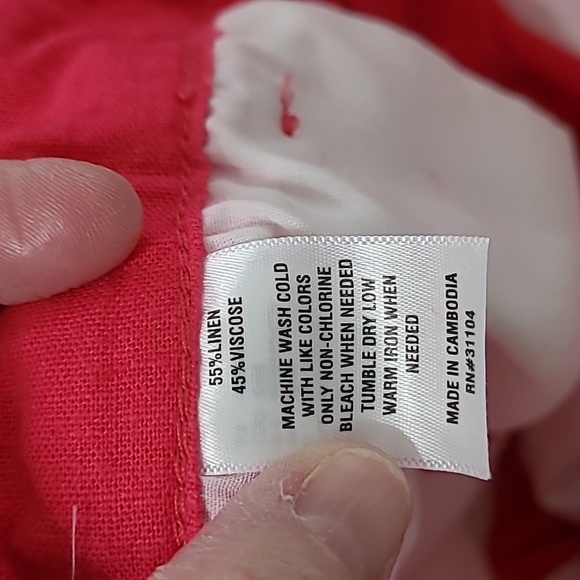 55%LINEN
45%VISCOSE
MACHINE WASH COLD
WITH LIKE COLORS
ONLY NON-CHLORINE
BLEACH WHEN NEEDED
TUMBLE DRY LOW
WARM IRON WHEN
NEEDED
MADE IN CAMBODIA
RN#31104